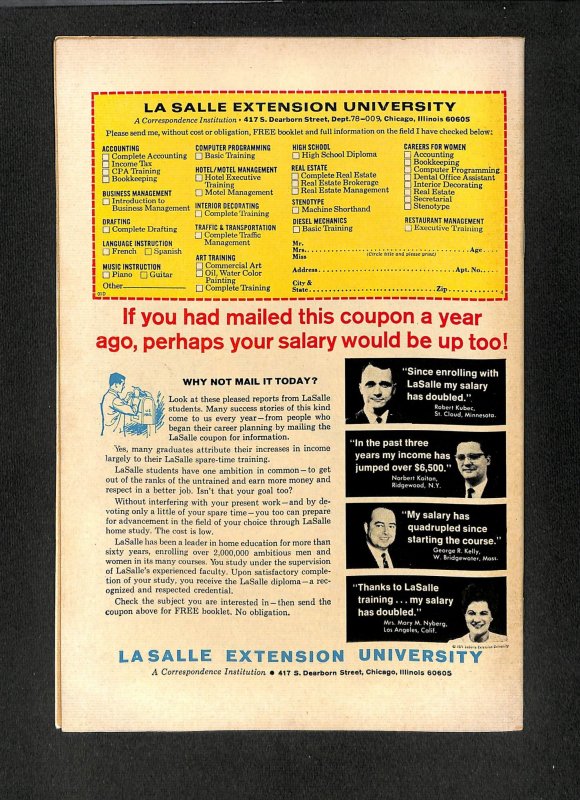 LA SALLE EXTENSION UNIVERSITY
A Correspondence Institution • 417 S. Dearborn Street, Dept. 78-009, Chicago, Illinois 60605
Please send me, without cost or obligation, FREE booklet and full information on the field I have checked below:
ACCOUNTING
Complete Accounting
Income Tax
CPA Training
Bookkeeping
BUSINESS MANAGEMENT
Introduction to
Business Management
DRAFTING
Complete Drafting
LANGUAGE INSTRUCTION
French Spanish
MUSIC INSTRUCTION
Piano Guitar
Other
COMPUTER PROGRAMMING
Basic Training
HOTEL/MOTEL MANAGEMENT
Hotel Executive
Training
Motel Management
INTERIOR DECORATING
Complete Training
TRAFFIC & TRANSPORTATION
Complete Traffic
Management
ART TRAINING
Commercial Art
Oil, Water Color
Painting
Complete Training
HIGH SCHOOL
High School Diploma
REAL ESTATE
Complete Real Estate
Real Estate Brokerage
Real Estate Management
STENOTYPE
Machine Shorthand
DIESEL MECHANICS
Basic Training
CAREERS FOR WOMEN
Accounting
Bookkeeping
Computer Programming
Dental Office Assistant
Interior Decorating
Real Estate
Secretarial
Stenotype
RESTAURANT MANAGEMENT
Executive Training
Mr.
Mrs. Age
Miss (Circle title and please print)
Address Apt. No.
City &
State Zip
If you had mailed this coupon a year
ago, perhaps your salary would be up too!
WHY NOT MAIL IT TODAY?
Look at these pleased reports from LaSalle
students. Many success stories of this kind
come to us every year—from people who
began their career planning by mailing the
LaSalle coupon for information.
Yes, many graduates attribute their increases in income
largely to their LaSalle spare-time training.
LaSalle students have one ambition in common—to get
out of the ranks of the untrained and earn more money and
respect in a better job. Isn't that your goal too?
Without interfering with your present work—and by de-
voting only a little of your spare time—you too can prepare
for advancement in the field of your choice through LaSalle
home study. The cost is low.
LaSalle has been a leader in home education for more than
sixty years, enrolling over 2,000,000 ambitious men and
women in its many courses. You study under the supervision
of LaSalle's experienced faculty. Upon satisfactory comple-
tion of your study, you receive the LaSalle diploma—a rec-
ognized and respected credential.
Check the subject you are interested in—then send the
coupon above for FREE booklet. No obligation.
"Since enrolling with
LaSalle my salary
has doubled."
Robert Kubec,
St. Cloud, Minnesota.
"In the past three
years my income has
jumped over $6,500."
Norbert Kaitan,
Ridgewood, N.Y.
"My salary has
quadrupled since
starting the course."
George R. Kelly,
W. Bridgewater, Mass.
"Thanks to LaSalle
training . . . my salary
has doubled."
Mrs. Mary M. Nyberg,
Los Angeles, Calif.
© 1971 LaSalle Extension University
LASALLE EXTENSION UNIVERSITY
A Correspondence Institution • 417 S. Dearborn Street, Chicago, Illinois 60605